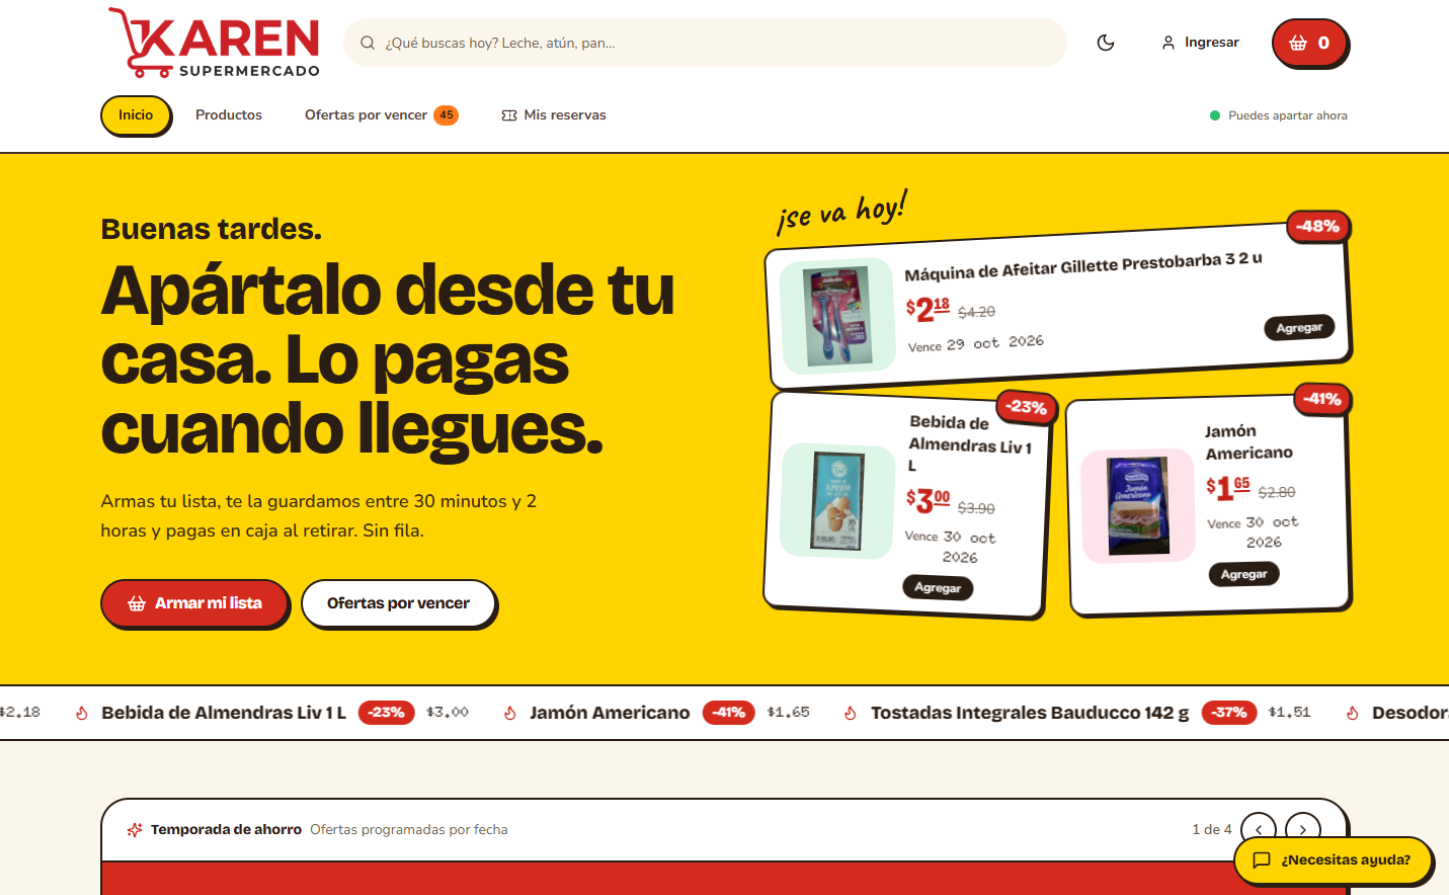 KAREN
SUPERMERCADO
¿Qué buscas hoy? Leche, atún, pan...
Ingresar
0
Inicio
Productos
Ofertas por vencer 45
Mis reservas
Puedes apartar ahora
Buenas tardes.
Apártalo desde tu
casa. Lo pagas
cuando llegues.
Armas tu lista, te la guardamos entre 30 minutos y 2
horas y pagas en caja al retirar. Sin fila.
Armar mi lista
Ofertas por vencer
¡se va hoy!
-48%
Máquina de Afeitar Gillette Prestobarba 3 2 u
$218 $4.20
Vence 29 oct 2026
Agregar
-23%
Bebida de
Almendras Liv 1
L
$300 $3.90
Vence 30 oct
2026
Agregar
-41%
Jamón
Americano
$165 $2.80
Vence 30 oct
2026
Agregar
$2.18 Bebida de Almendras Liv 1 L -23% $3.00 Jamón Americano -41% $1.65 Tostadas Integrales Bauducco 142 g -37% $1.51 Desodor
Temporada de ahorro Ofertas programadas por fecha
1 de 4
¿Necesitas ayuda?